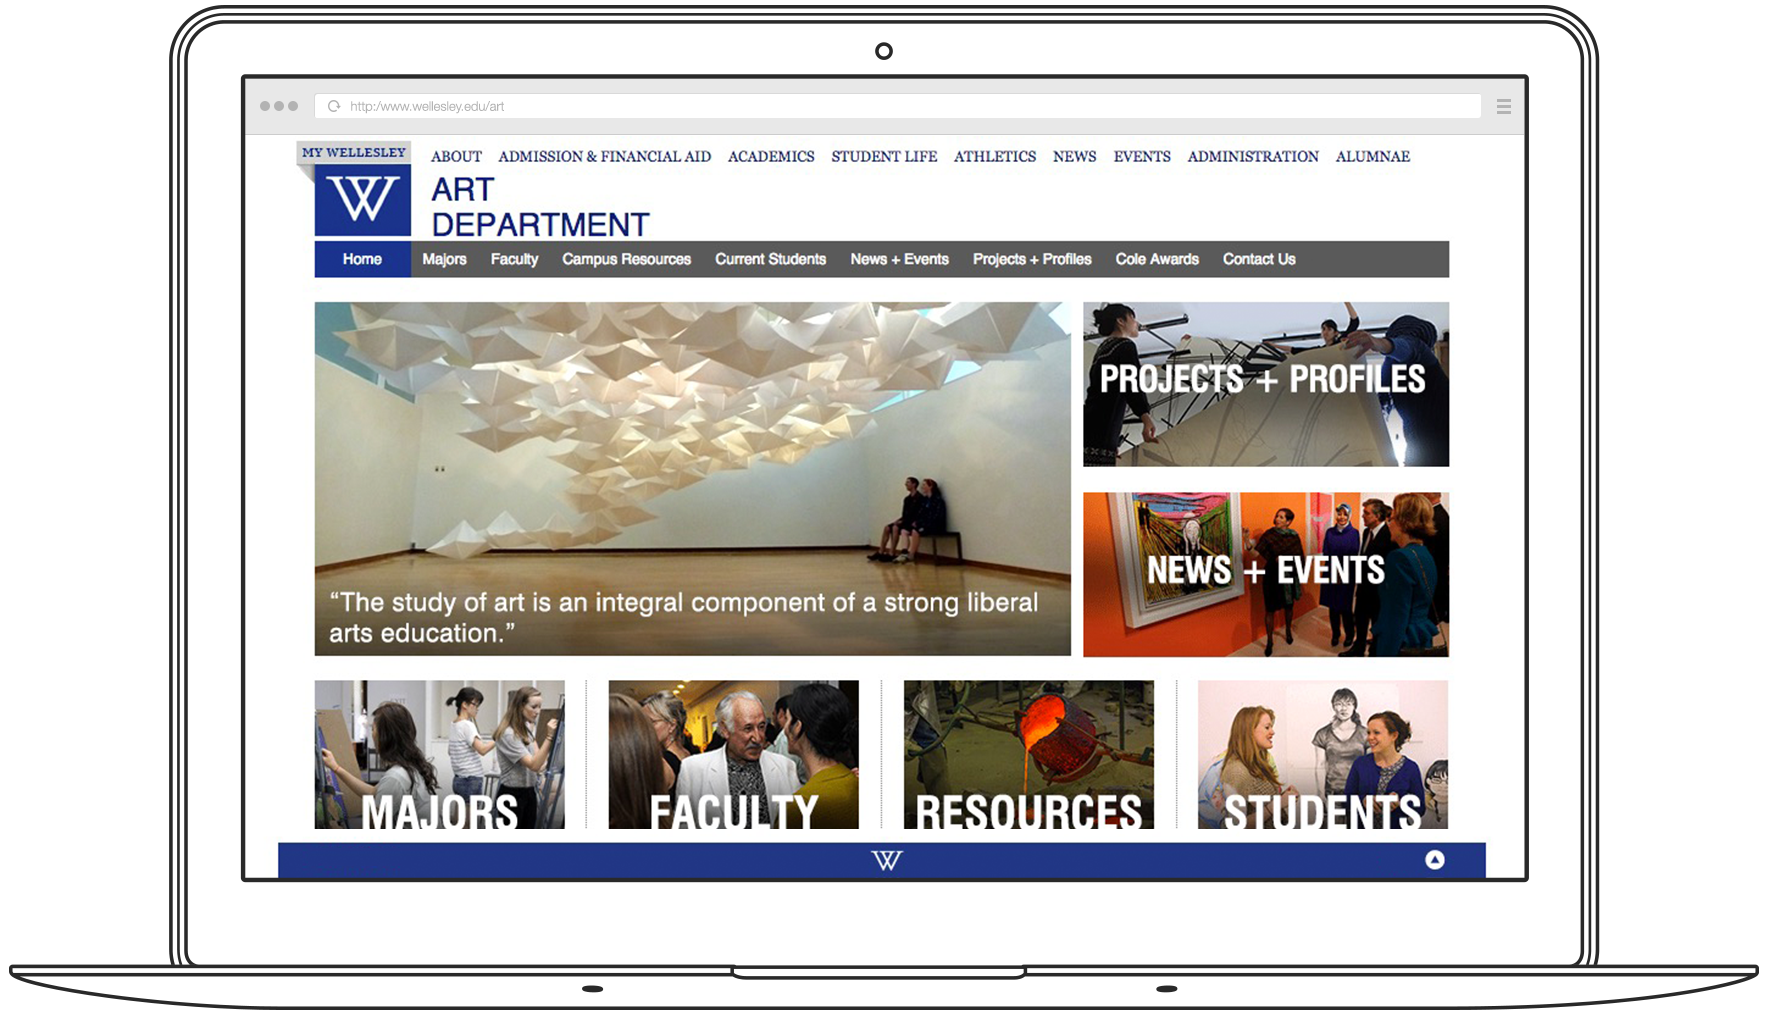 http:/www.wellesley.edu/art
MY WELLESLEY
ABOUT ADMISSION & FINANCIAL AID ACADEMICS STUDENT LIFE ATHLETICS NEWS EVENTS ADMINISTRATION ALUMNAE
W
ART
DEPARTMENT
Home Majors Faculty Campus Resources Current Students News + Events Projects + Profiles Cole Awards Contact Us
PROJECTS + PROFILES
NEWS + EVENTS
“The study of art is an integral component of a strong liberal
arts education.”
MAJORS FACULTY RESOURCES STUDENTS
W